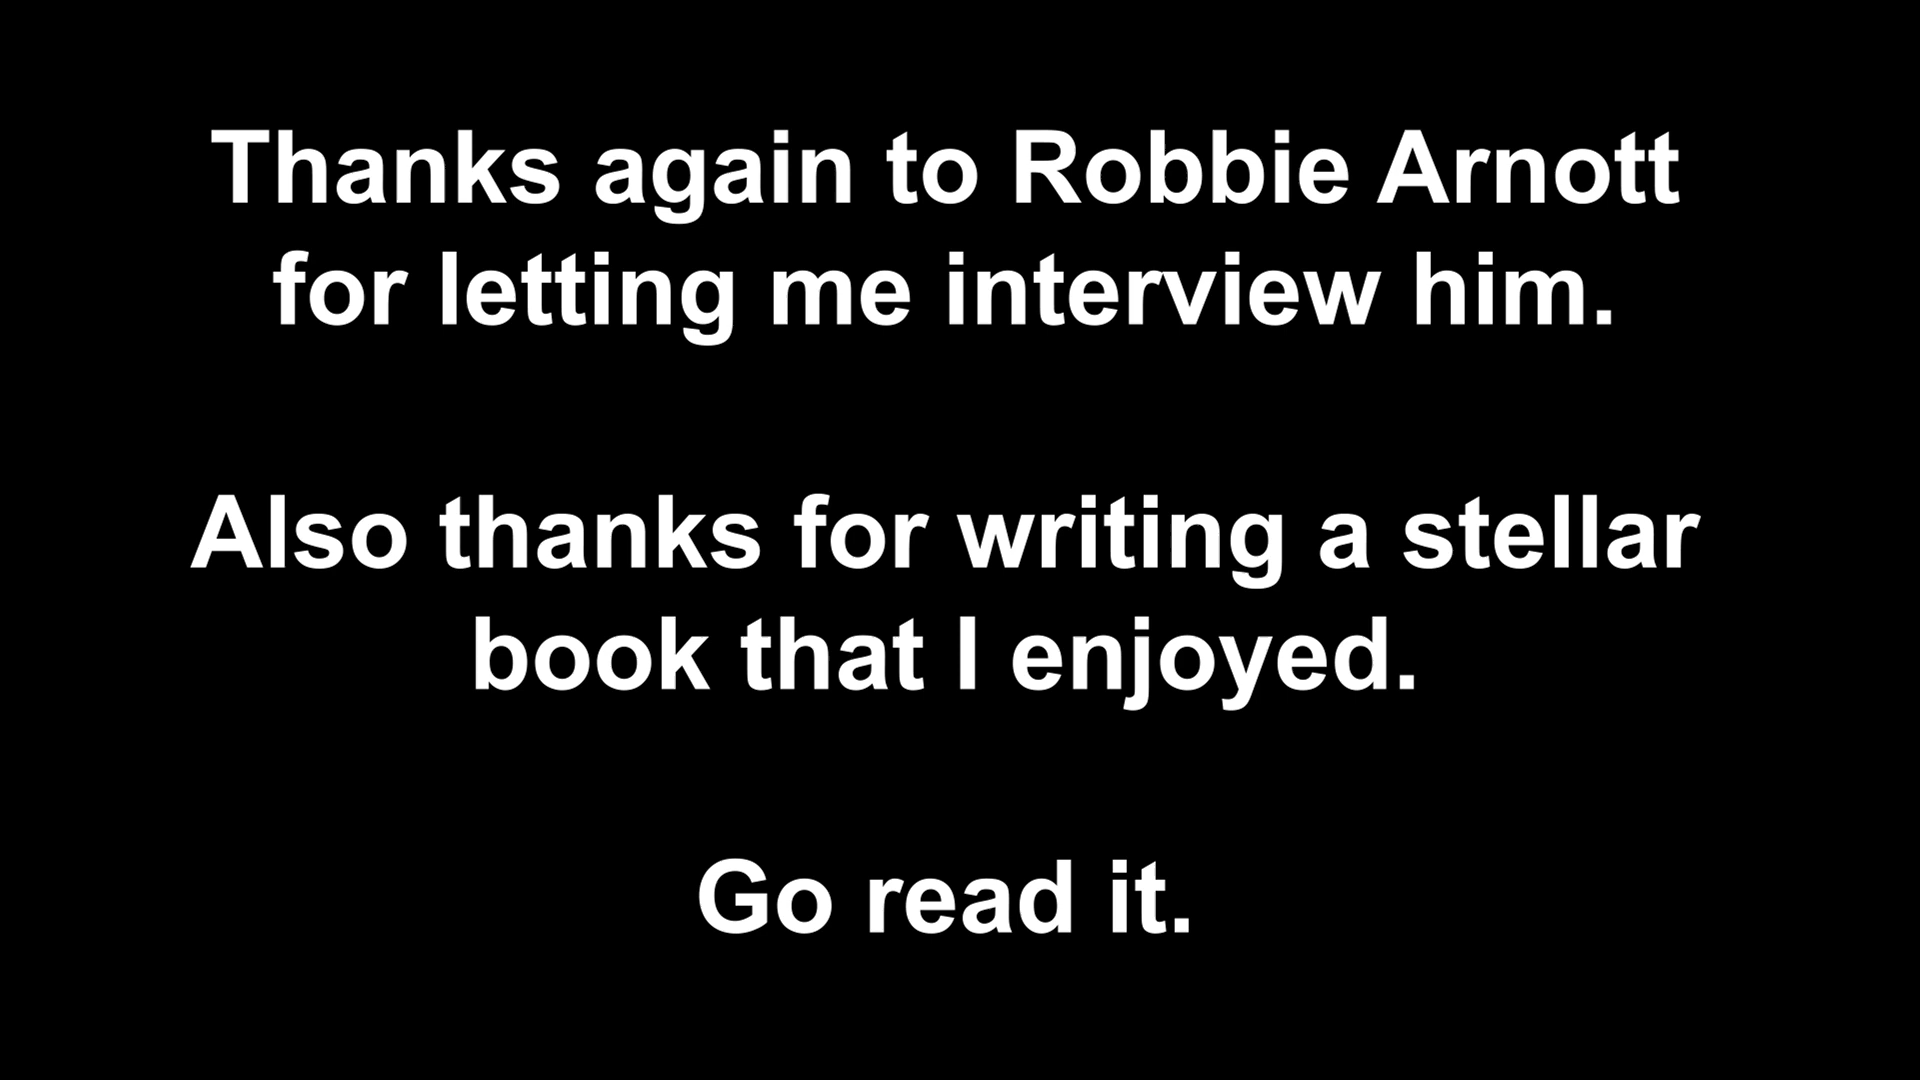 Thanks again to Robbie Arnott
for letting me interview him.
Also thanks for writing a stellar
book that I enjoyed.
Go read it.